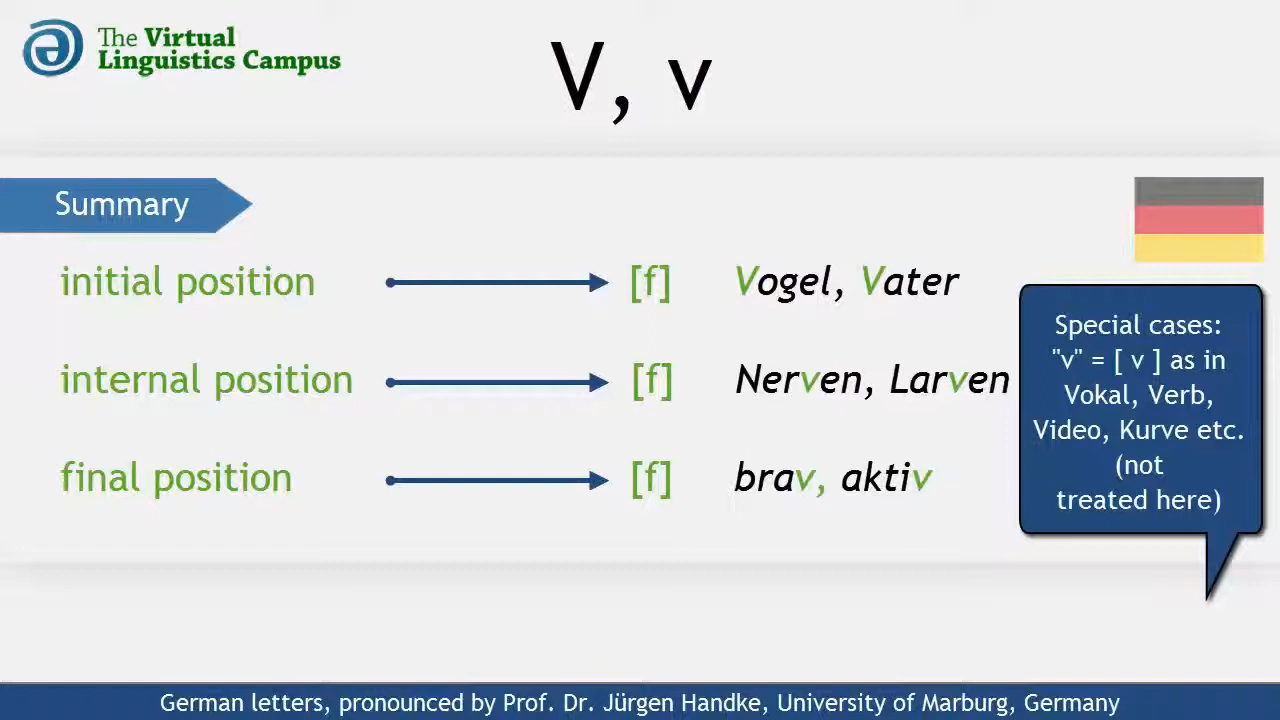 The Virtual
Linguistics Campus
V, v
Summary
initial position [f] Vogel, Vater
internal position [f] Nerven, Larven
final position [f] brav, aktiv
Special cases:
"v" = [ v ] as in
Vokal, Verb,
Video, Kurve etc.
(not
treated here)
German letters, pronounced by Prof. Dr. Jürgen Handke, University of Marburg, Germany